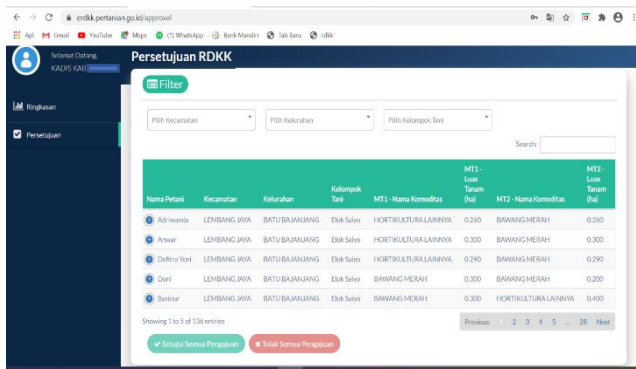 erdkk.pertanian.go.id/approval
Apl Gmail YouTube Maps (1) WhatsApp Bank Mandiri Tab Baru rdkk
Selamat Datang,
KADIS KAB
Persetujuan RDKK
Filter
Ringkasan
Persetujuan
Pilih Kecamatan Pilih Kelurahan Pilih Kelompok Tani
Search:
Nama Petani Kecamatan Kelurahan Kelompok Tani MT1 - Nama Komoditas MT1 - Luas Tanam (ha) MT2 - Nama Komoditas MT2 - Luas Tanam (ha)
Adriwanda LEMBANG JAYA BATU BAJANJANG Elok Saiyo HORTIKULTURA LAINNYA 0.260 BAWANG MERAH 0.260
Anwar LEMBANG JAYA BATU BAJANJANG Elok Saiyo HORTIKULTURA LAINNYA 0.300 BAWANG MERAH 0.300
Defitra Yeni LEMBANG JAYA BATU BAJANJANG Elok Saiyo HORTIKULTURA LAINNYA 0.290 BAWANG MERAH 0.290
Doni LEMBANG JAYA BATU BAJANJANG Elok Saiyo BAWANG MERAH 0.300 BAWANG MERAH 0.200
Basinur LEMBANG JAYA BATU BAJANJANG Elok Saiyo BAWANG MERAH 0.300 HORTIKULTURA LAINNYA 0.400
Showing 1 to 5 of 136 entries
Previous 1 2 3 4 5 ... 28 Next
Setujui Semua Pengajuan Tolak Semua Pengajuan